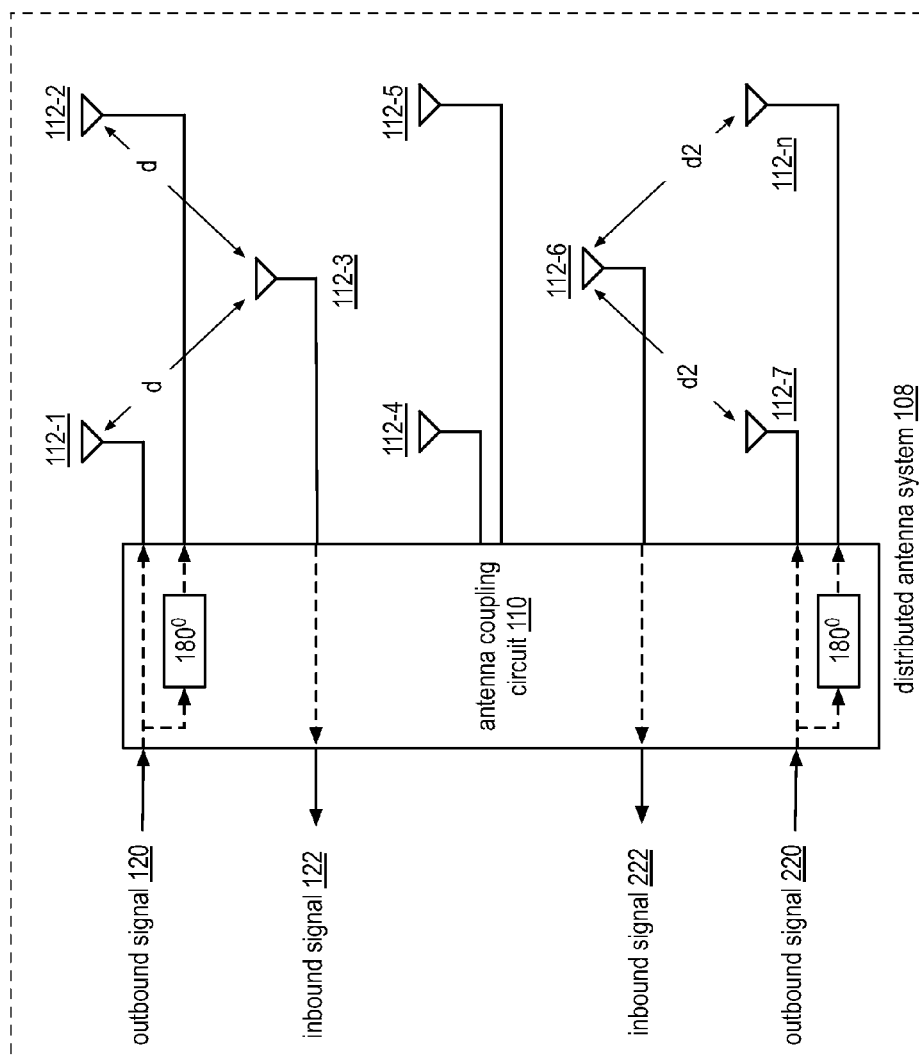 112-1
112-2
d
d
112-3
112-4
112-5
112-6
d2
d2
112-7
112-n
180⁰
antenna coupling
circuit 110
180⁰
outbound signal 120
inbound signal 122
inbound signal 222
outbound signal 220
distributed antenna system 108